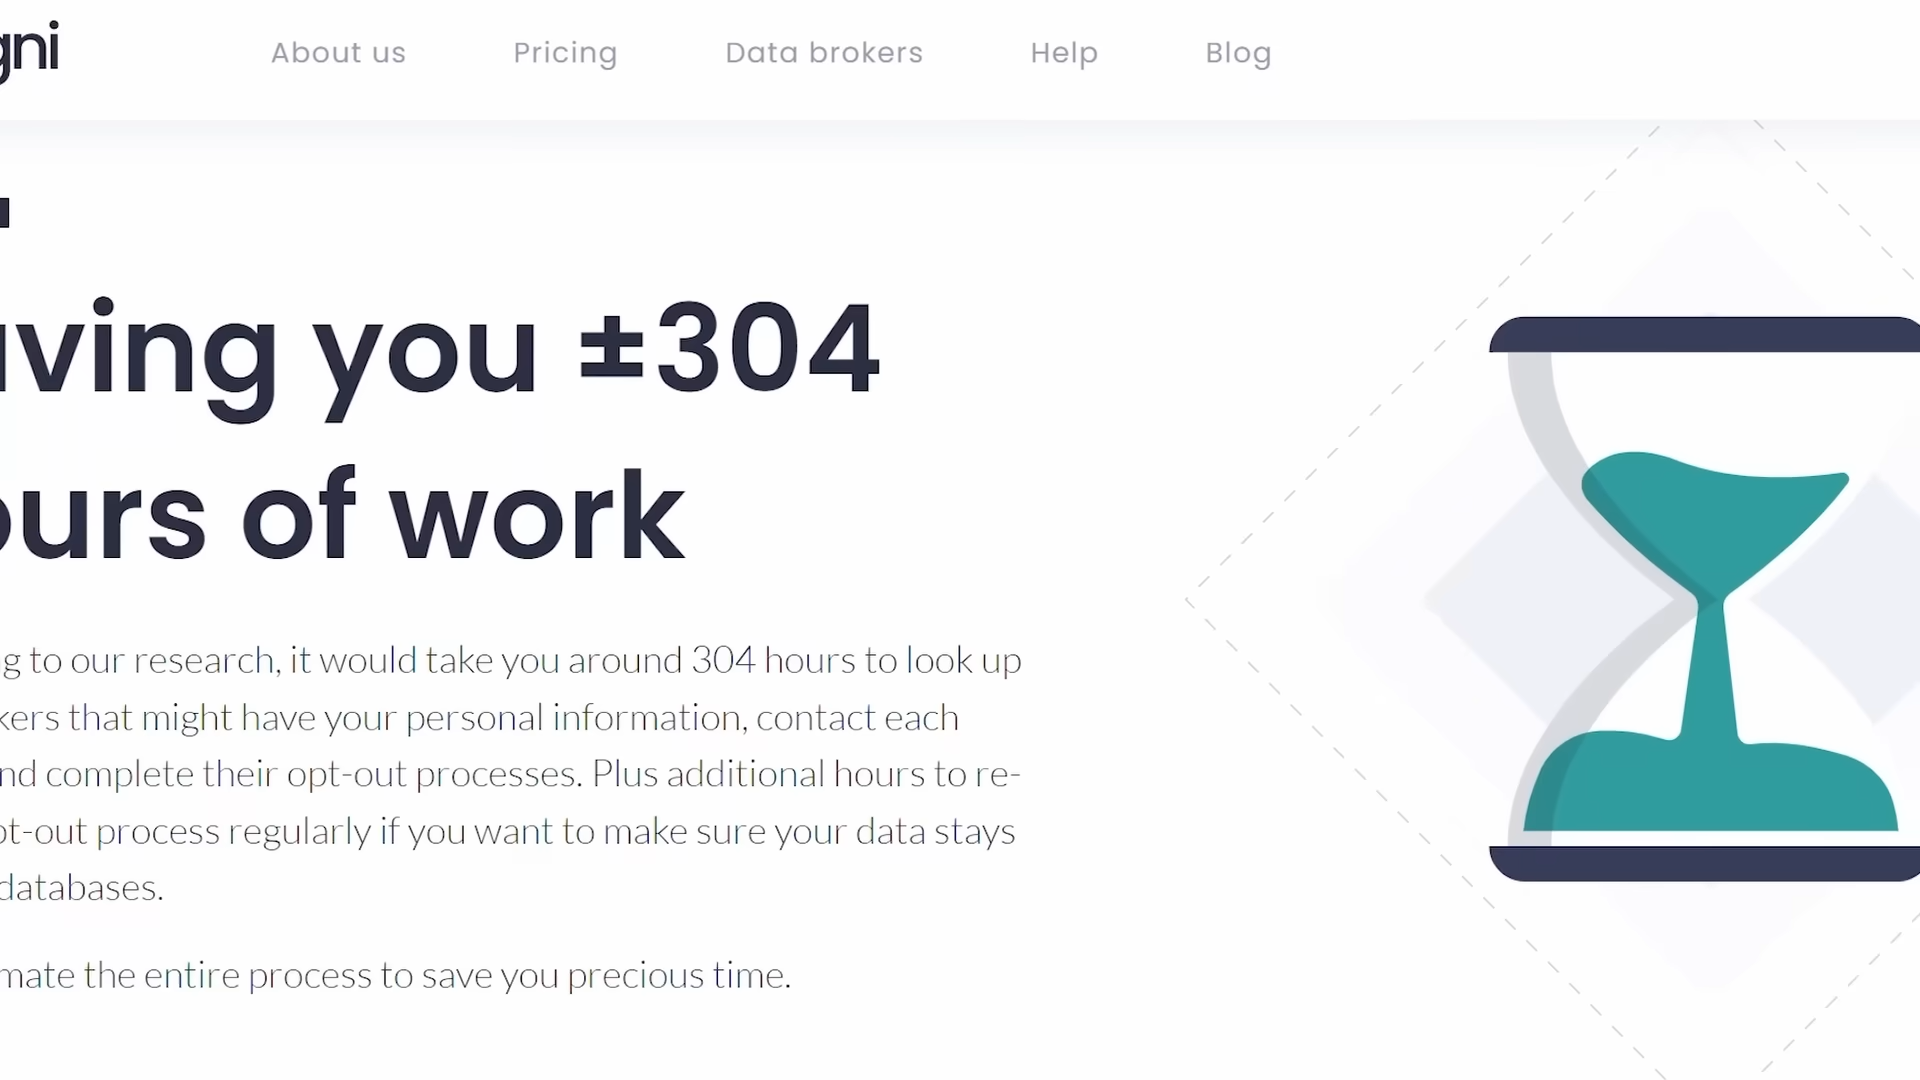 gni
About us Pricing Data brokers Help Blog
aving you ±304
ours of work
g to our research, it would take you around 304 hours to look up
kers that might have your personal information, contact each
nd complete their opt-out processes. Plus additional hours to re-
pt-out process regularly if you want to make sure your data stays
databases.
mate the entire process to save you precious time.